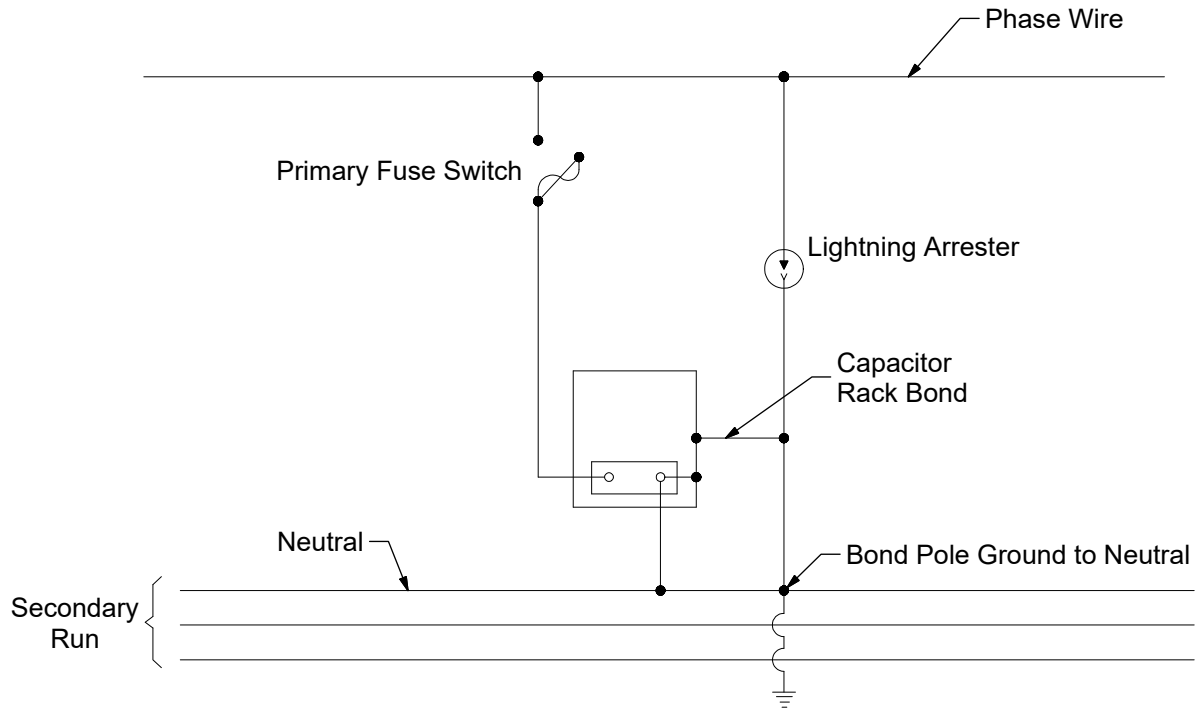 Phase Wire
Primary Fuse Switch
Lightning Arrester
Capacitor
Rack Bond
Neutral
Bond Pole Ground to Neutral
Secondary
Run